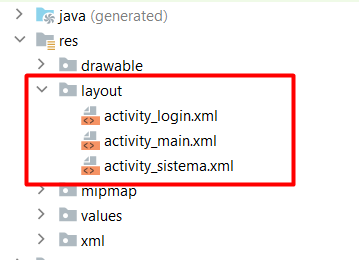 java (generated)
res
drawable
layout
activity_login.xml
activity_main.xml
activity_sistema.xml
mipmap
values
xml